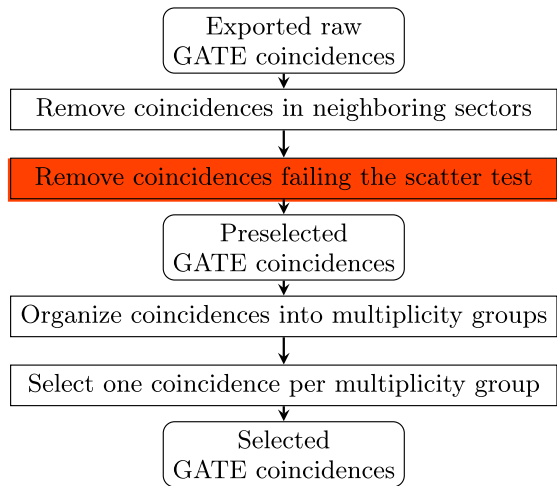 Exported raw
GATE coincidences
Remove coincidences in neighboring sectors
Remove coincidences failing the scatter test
Preselected
GATE coincidences
Organize coincidences into multiplicity groups
Select one coincidence per multiplicity group
Selected
GATE coincidences